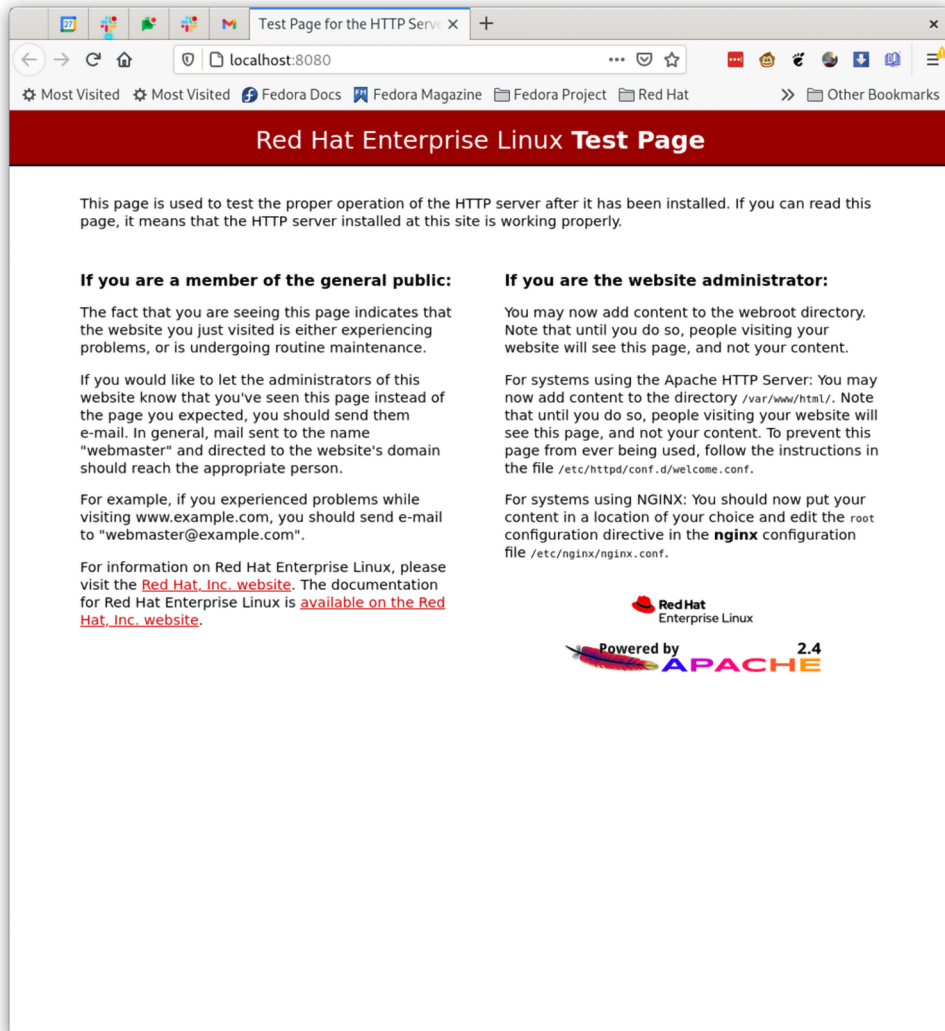 27
Test Page for the HTTP Serve
localhost:8080
Most Visited Most Visited Fedora Docs Fedora Magazine Fedora Project Red Hat Other Bookmarks
Red Hat Enterprise Linux Test Page
This page is used to test the proper operation of the HTTP server after it has been installed. If you can read this
page, it means that the HTTP server installed at this site is working properly.
If you are a member of the general public:
The fact that you are seeing this page indicates that
the website you just visited is either experiencing
problems, or is undergoing routine maintenance.
If you would like to let the administrators of this
website know that you've seen this page instead of
the page you expected, you should send them
e-mail. In general, mail sent to the name
"webmaster" and directed to the website's domain
should reach the appropriate person.
For example, if you experienced problems while
visiting www.example.com, you should send e-mail
to "webmaster@example.com".
For information on Red Hat Enterprise Linux, please
visit the Red Hat, Inc. website. The documentation
for Red Hat Enterprise Linux is available on the Red
Hat, Inc. website.
If you are the website administrator:
You may now add content to the webroot directory.
Note that until you do so, people visiting your
website will see this page, and not your content.
For systems using the Apache HTTP Server: You may
now add content to the directory /var/www/html/. Note
that until you do so, people visiting your website will
see this page, and not your content. To prevent this
page from ever being used, follow the instructions in
the file /etc/httpd/conf.d/welcome.conf.
For systems using NGINX: You should now put your
content in a location of your choice and edit the root
configuration directive in the nginx configuration
file /etc/nginx/nginx.conf.
Red Hat
Enterprise Linux
Powered by 2.4
APACHE